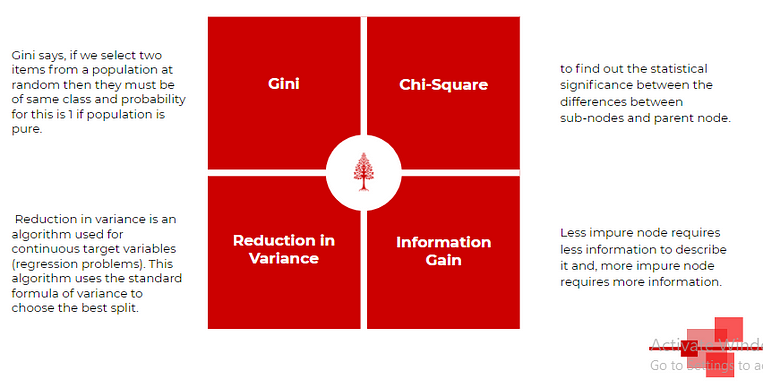 Gini says, if we select two
items from a population at
random then they must be
of same class and probability
for this is 1 if population is
pure.
Gini
Chi-Square
to find out the statistical
significance between the
differences between
sub-nodes and parent node.
Reduction in variance is an
algorithm used for
continuous target variables
(regression problems). This
algorithm uses the standard
formula of variance to
choose the best split.
Reduction in
Variance
Information
Gain
Less impure node requires
less information to describe
it and, more impure node
requires more information.
Activate
Go to Settings to